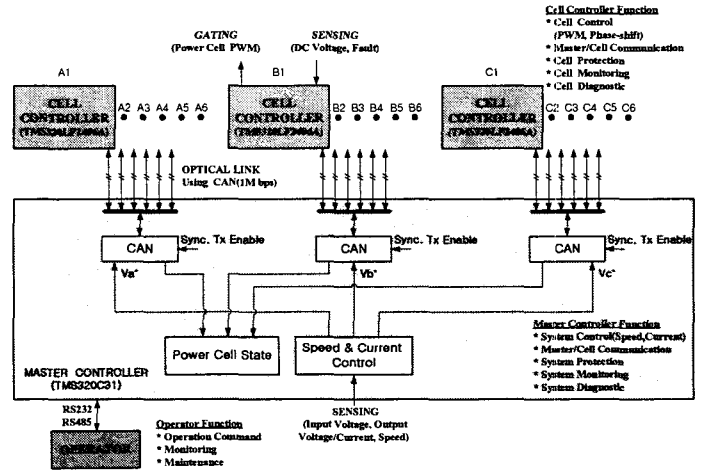 GATING
(Power Cell PWM)
SENSING
(DC Voltage, Fault)
Cell Controller Function
* Cell Control
(PWM, Phase-shift)
* Master/Cell Communication
* Cell Protection
* Cell Monitoring
* Cell Diagnostic
A1
B1
C1
CELL
CONTROLLER
A2 A3 A4 A5 A6
CELL
CONTROLLER
B2 B3 B4 B5 B6
CELL
CONTROLLER
C2 C3 C4 C5 C6
OPTICAL LINK
Using CAN(1M bps)
CAN
Sync. Tx Enable
CAN
Sync. Tx Enable
CAN
Sync. Tx Enable
Va*
Vb*
Vc*
Power Cell State
Speed & Current
Control
Master Controller Function
* System Control(Speed,Current)
* Master/Cell Communication
* System Protection
* System Monitoring
* System Diagnostic
MASTER CONTROLLER
(TMS320C31)
RS232
RS485
SENSING
(Input Voltage, Output
Voltage/Current, Speed)
Operator Function
* Operation Command
* Monitoring
* Maintenance
OPERATOR